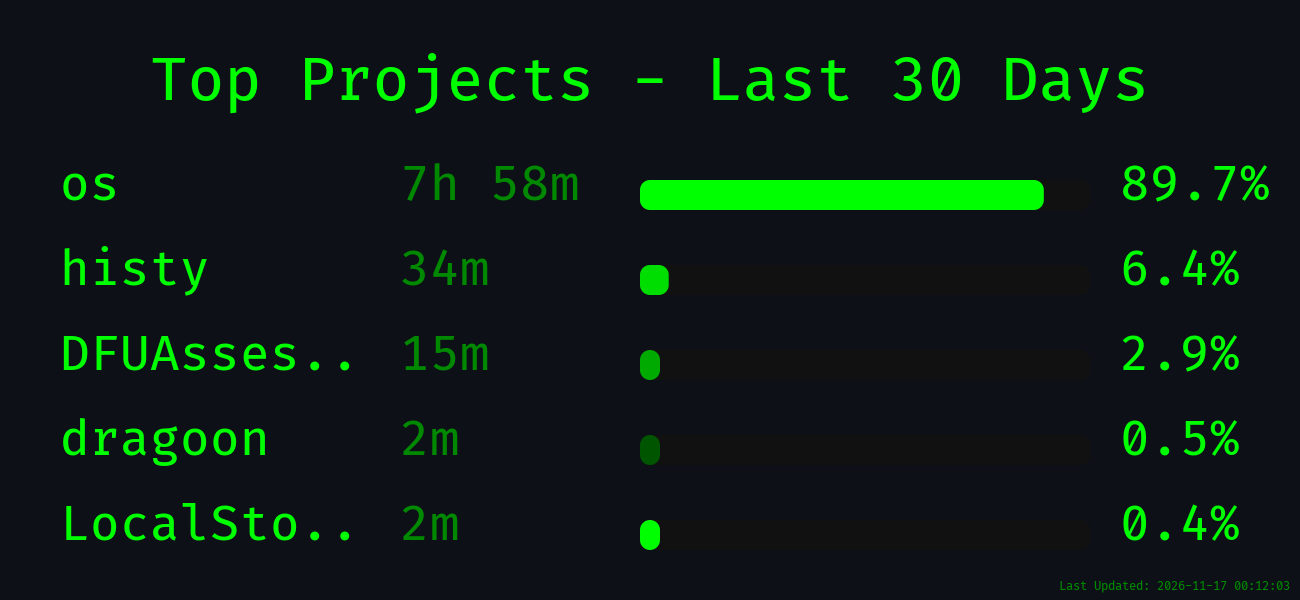 Top Projects - Last 30 Days
os 7h 58m 89.7%
histy 34m 6.4%
DFUAsses.. 15m 2.9%
dragoon 2m 0.5%
LocalSto.. 2m 0.4%
Last Updated: 2026-11-17 00:12:03